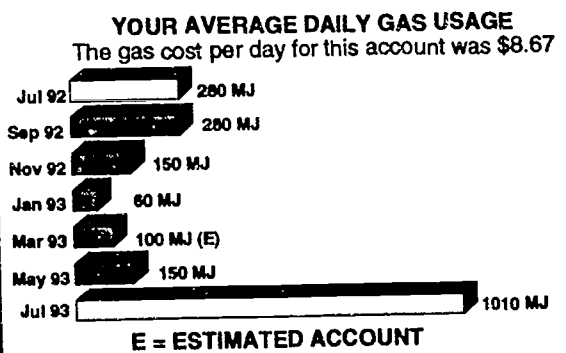 YOUR AVERAGE DAILY GAS USAGE
The gas cost per day for this account was $8.67
Jul 92 280 MJ
Sep 92 280 MJ
Nov 92 150 MJ
Jan 93 60 MJ
Mar 93 100 MJ (E)
May 93 150 MJ
Jul 93 1010 MJ
E = ESTIMATED ACCOUNT